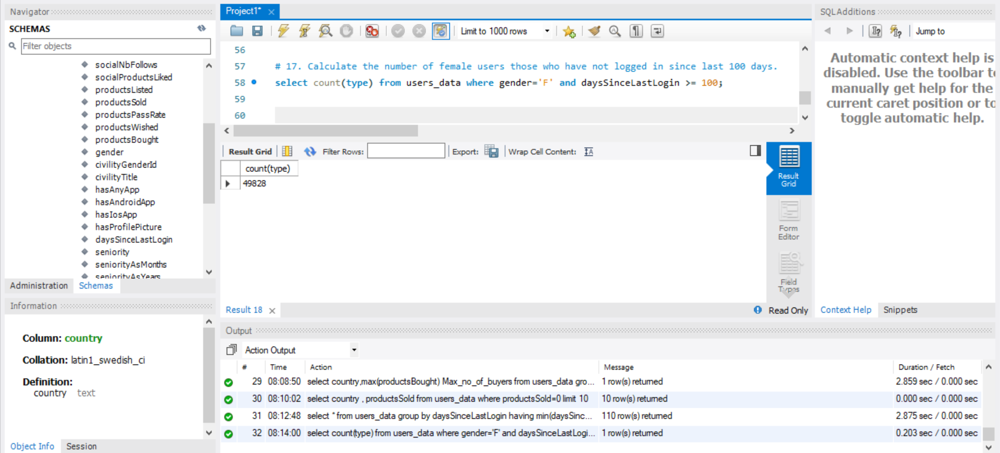 Navigator
SCHEMAS
Filter objects
socialNbFollows
socialProductsLiked
productsListed
productsSold
productsPassRate
productsWished
productsBought
gender
civilityGenderId
civilityTitle
hasAnyApp
hasAndroidApp
hasIosApp
hasProfilePicture
daysSinceLastLogin
seniority
seniorityAsMonths
seniorityAsYears
Administration Schemas
Information
Column: country
Collation: latin1_swedish_ci
Definition:
country text
Object Info Session
Project1*
Limit to 1000 rows
56
57 # 17. Calculate the number of female users those who have not logged in since last 100 days.
58 select count(type) from users_data where gender='F' and daysSinceLastLogin >= 100;
59
60
Result Grid Filter Rows: Export: Wrap Cell Content:
count(type)
49828
Result Grid
Form Editor
Field Types
Result 18 Read Only
Output
Action Output
# Time Action Message Duration / Fetch
29 08:08:50 select country,max(productsBought) Max_no_of_buyers from users_data gro... 1 row(s) returned 2.859 sec / 0.000 sec
30 08:10:02 select country , productsSold from users_data where productsSold=0 limit 10 10 row(s) returned 0.000 sec / 0.000 sec
31 08:12:48 select * from users_data group by daysSinceLastLogin having min(daysSinc... 110 row(s) returned 2.875 sec / 0.000 sec
32 08:14:00 select count(type) from users_data where gender='F' and daysSinceLastLogi... 1 row(s) returned 0.203 sec / 0.000 sec
SQLAdditions
Jump to
Automatic context help is
disabled. Use the toolbar t
manually get help for the
current caret position or to
toggle automatic help.
Context Help Snippets